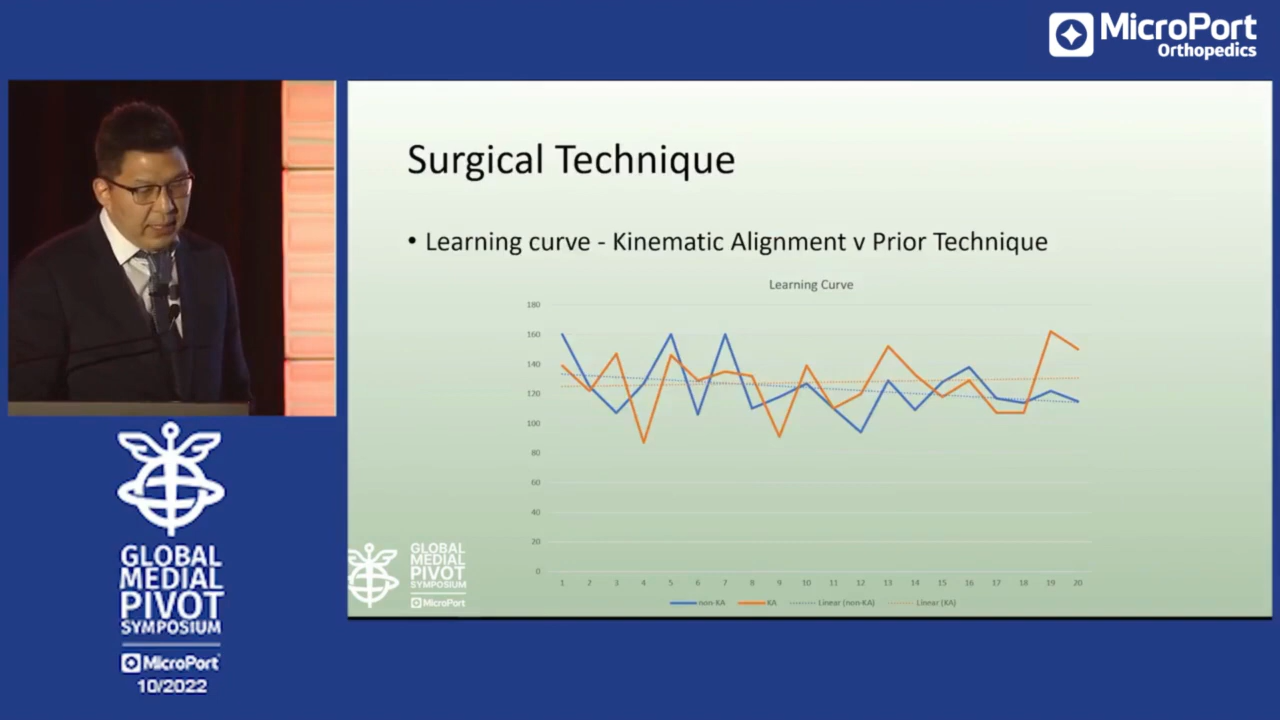 MicroPort
Orthopedics
Surgical Technique
• Learning curve - Kinematic Alignment v Prior Technique
Learning Curve
180
160
140
120
100
80
60
40
20
0
1 2 3 4 5 6 7 8 9 10 11 12 13 14 15 16 17 18 19 20
non-KA KA Linear (non-KA) Linear (KA)
GLOBAL
MEDIAL
PIVOT
SYMPOSIUM
MicroPort
GLOBAL
MEDIAL
PIVOT
SYMPOSIUM
MicroPort
10/2022